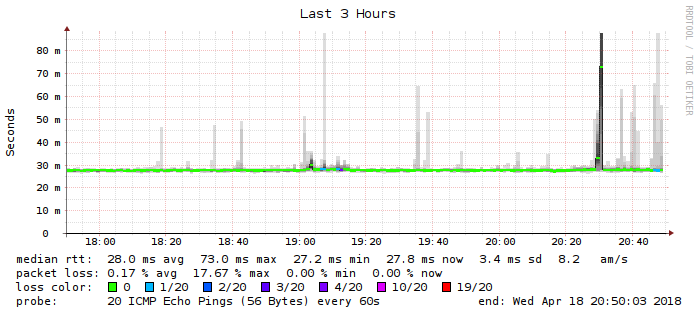 Last 3 Hours
RRDTOOL / TOBI OETIKER
Seconds
80 m
70 m
60 m
50 m
40 m
30 m
20 m
10 m
0
18:00 18:20 18:40 19:00 19:20 19:40 20:00 20:20 20:40
median rtt: 28.0 ms avg 73.0 ms max 27.2 ms min 27.8 ms now 3.4 ms sd 8.2 am/s
packet loss: 0.17 % avg 17.67 % max 0.00 % min 0.00 % now
loss color: 0 1/20 2/20 3/20 4/20 10/20 19/20
probe: 20 ICMP Echo Pings (56 Bytes) every 60s end: Wed Apr 18 20:50:03 2018